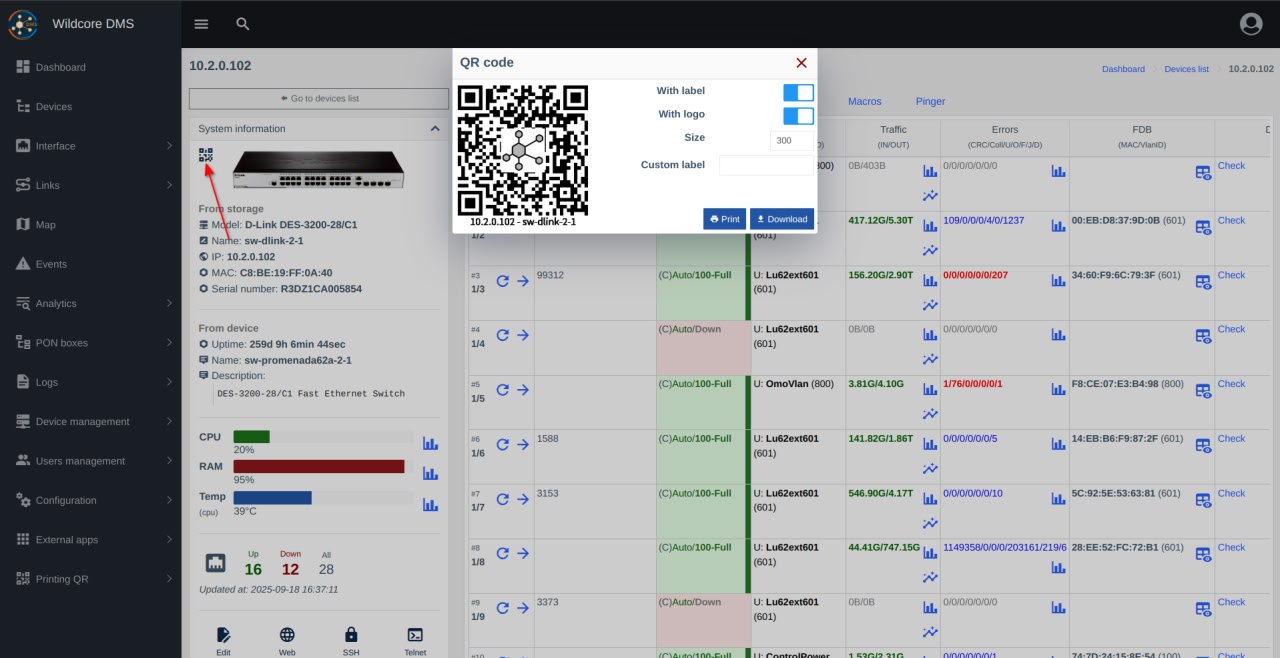 Wildcore DMS
Dashboard
Devices
Interface
Links
Map
Events
Analytics
PON boxes
Logs
Device management
Users management
Configuration
External apps
Printing QR
10.2.0.102
Dashboard
Devices list
10.2.0.102
Go to devices list
System information
From storage
Model: D-Link DES-3200-28/C1
Name: sw-dlink-2-1
IP: 10.2.0.102
MAC: C8:BE:19:FF:0A:40
Serial number: R3DZ1CA005854
From device
Uptime: 259d 9h 6min 44sec
Name: sw-promenada62a-2-1
Description:
DES-3200-28/C1 Fast Ethernet Switch
CPU
20%
RAM
95%
Temp
(cpu)
39°C
Up Down All
16 12 28
Updated at: 2025-09-18 16:37:11
Edit Web SSH Telnet
QR code
With label
With logo
Size 300
Custom label
10.2.0.102 - sw-dlink-2-1
Print Download
Macros Pinger
Traffic Errors FDB
(IN/OUT) (CRC/Coll/U/O/F/J/D) (MAC/VlanID)
800) 0B/403B 0/0/0/0/0/0/0 Check
417.12G/5.30T 109/0/0/0/4/0/1237 00:EB:D8:37:9D:0B (601) Check
1/2 (601)
#3 99312 (C)Auto/100-Full U: Lu62ext601 156.20G/2.90T 0/0/0/0/0/0/207 34:60:F9:6C:79:3F (601) Check
1/3 (601)
#4 (C)Auto/Down U: Lu62ext601 0B/0B 0/0/0/0/0/0/0 Check
1/4 (601)
#5 (C)Auto/100-Full U: OmoVlan (800) 3.81G/4.10G 1/76/0/0/0/0/1 F8:CE:07:E3:B4:98 (800) Check
1/5
#6 1588 (C)Auto/100-Full U: Lu62ext601 141.82G/1.86T 0/0/0/0/0/0/5 14:EB:B6:F9:87:2F (601) Check
1/6 (601)
#7 3153 (C)Auto/100-Full U: Lu62ext601 546.90G/4.17T 0/0/0/0/0/0/10 5C:92:5E:53:63:81 (601) Check
1/7 (601)
#8 (C)Auto/100-Full U: Lu62ext601 44.41G/747.15G 1149358/0/0/0/203161/219/6 28:EE:52:FC:72:B1 (601) Check
1/8 (601)
#9 3373 (C)Auto/Down U: Lu62ext601 0B/0B 0/0/0/0/0/0/0 Check
1/9 (601)
#10 (C)Auto/100-Full U: ControlPower 1.53G/2.31G 0/0/0/0/0/0/1 74:7D:24:15:8E:54 (100) Check